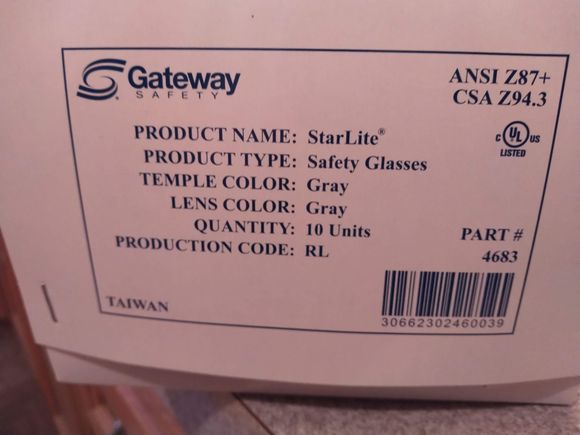 Gateway
SAFETY
ANSI Z87+
CSA Z94.3
C UL US
LISTED
PRODUCT NAME: StarLite®
PRODUCT TYPE: Safety Glasses
TEMPLE COLOR: Gray
LENS COLOR: Gray
QUANTITY: 10 Units
PRODUCTION CODE: RL
PART #
4683
TAIWAN
30662302460039